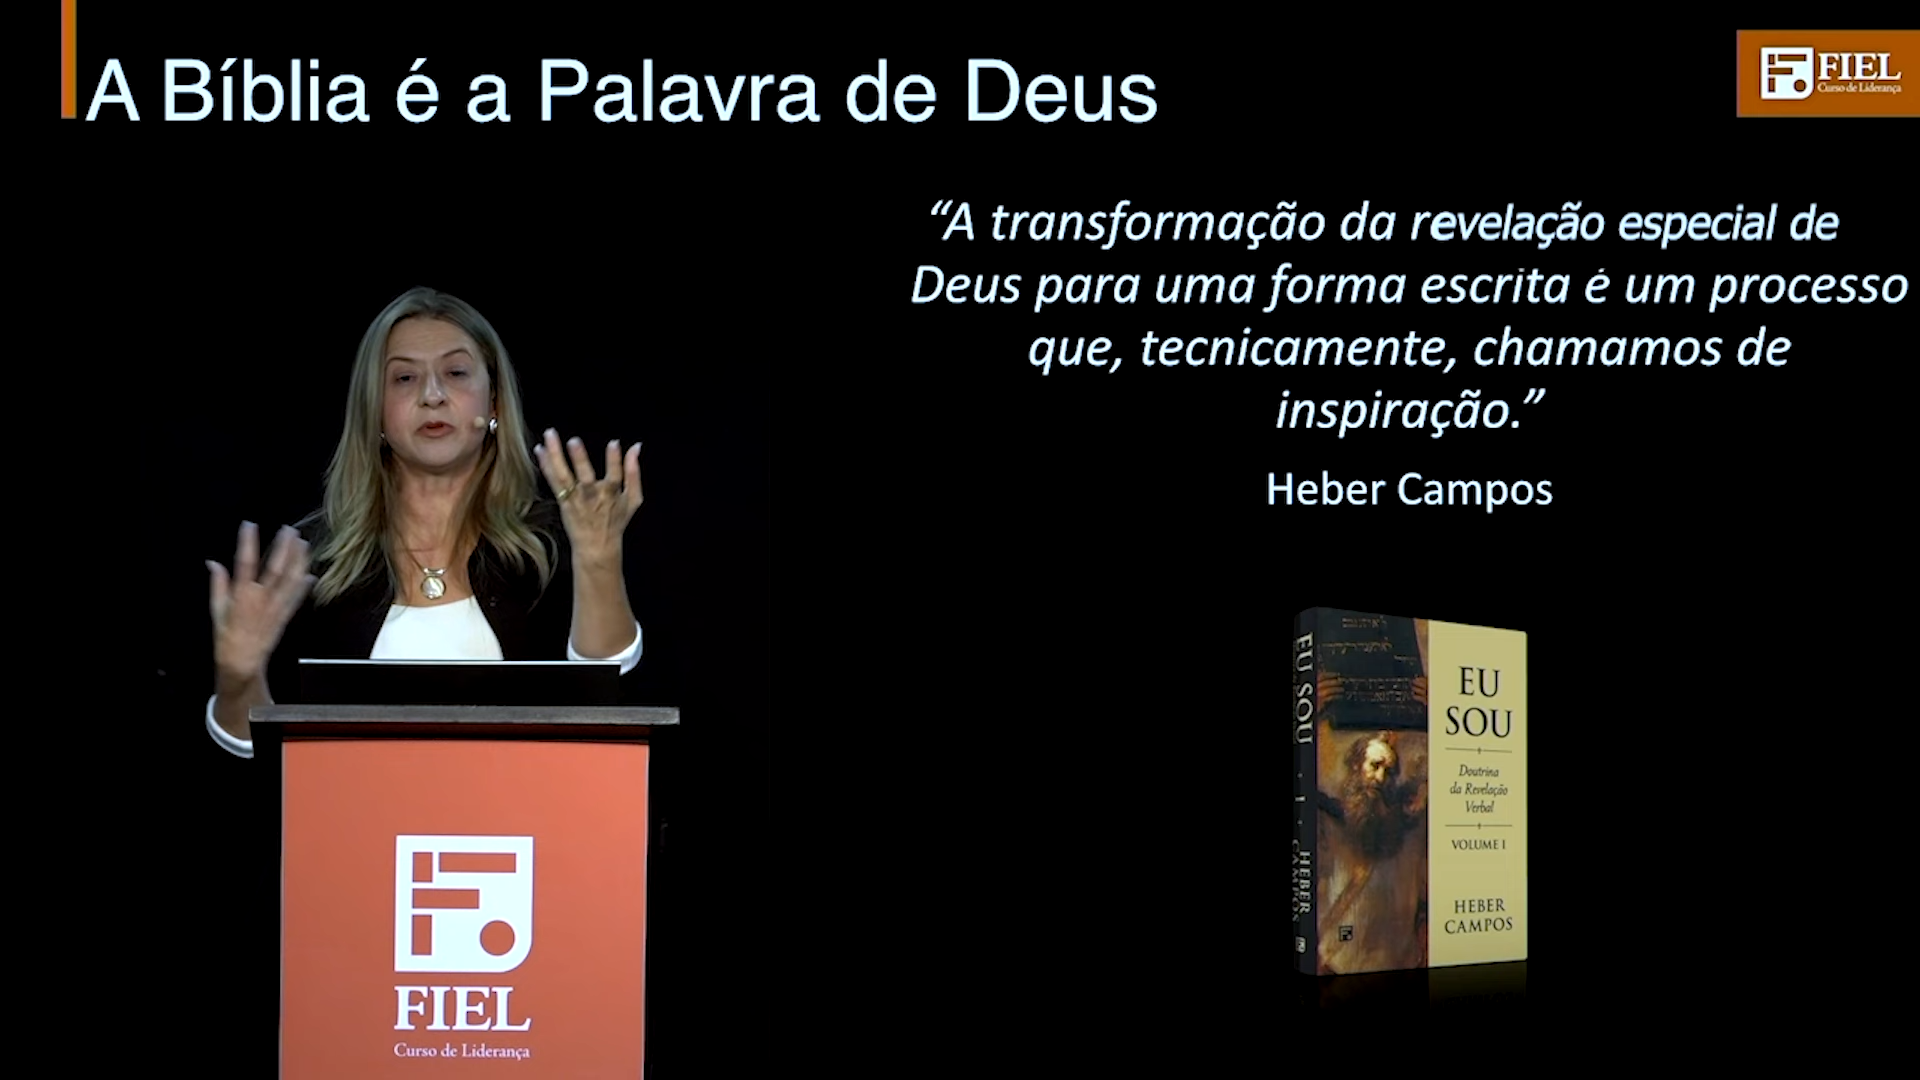 A Bíblia é a Palavra de Deus
FIEL
Curso de Liderança
“A transformação da revelação especial de
Deus para uma forma escrita é um processo
que, tecnicamente, chamamos de
inspiração.”
Heber Campos
EU SOU · I · HEBER CAMPOS
EU
SOU
Doutrina
da Revelação
Verbal
VOLUME I
HEBER
CAMPOS
FIEL
Curso de Liderança